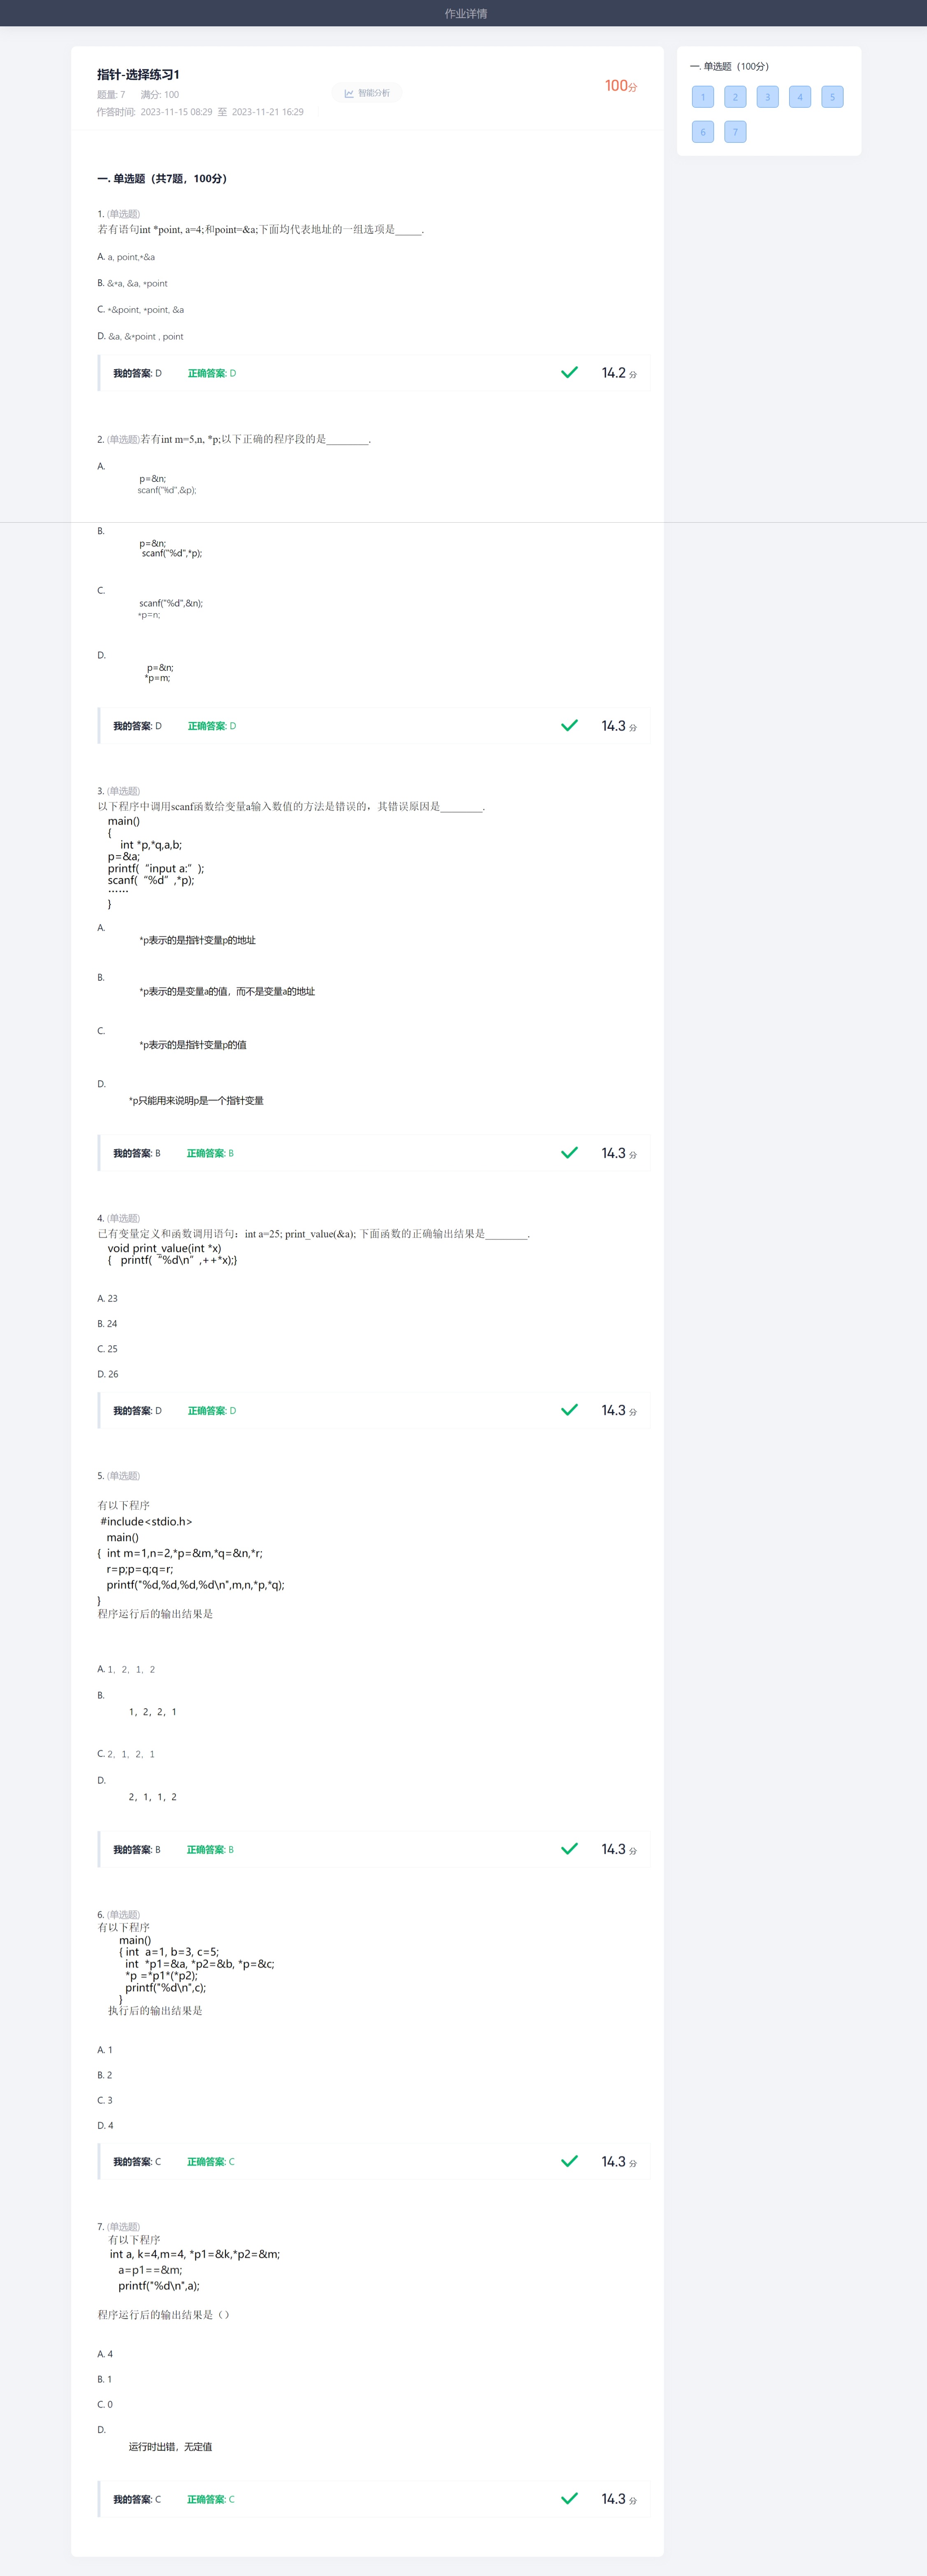 作业详情
指针-选择练习1
题量: 7 满分: 100
作答时间: 2023-11-15 08:29 至 2023-11-21 16:29
智能分析
100分
一. 单选题（100分）
1 2 3 4 5
6 7
一. 单选题（共7题，100分）
1. (单选题)
若有语句int *point, a=4;和point=&a;下面均代表地址的一组选项是_____.
A. a, point,*&a
B. &*a, &a, *point
C. *&point, *point, &a
D. &a, &*point , point
我的答案: D 正确答案: D 14.2 分
2. (单选题)若有int m=5,n, *p;以下正确的程序段的是________.
A.
p=&n;
scanf("%d",&p);
B.
p=&n;
scanf("%d",*p);
C.
scanf("%d",&n);
*p=n;
D.
p=&n;
*p=m;
我的答案: D 正确答案: D 14.3 分
3. (单选题)
以下程序中调用scanf函数给变量a输入数值的方法是错误的，其错误原因是________.
main()
{
int *p,*q,a,b;
p=&a;
printf( “input a:” );
scanf( “%d” ,*p);
……
}
A.
*p表示的是指针变量p的地址
B.
*p表示的是变量a的值，而不是变量a的地址
C.
*p表示的是指针变量p的值
D.
*p只能用来说明p是一个指针变量
我的答案: B 正确答案: B 14.3 分
4. (单选题)
已有变量定义和函数调用语句：int a=25; print_value(&a); 下面函数的正确输出结果是________.
void print_value(int *x)
{ printf( “%d\n” ,++*x);}
A. 23
B. 24
C. 25
D. 26
我的答案: D 正确答案: D 14.3 分
5. (单选题)
有以下程序
#include<stdio.h>
main()
{ int m=1,n=2,*p=&m,*q=&n,*r;
r=p;p=q;q=r;
printf("%d,%d,%d,%d\n",m,n,*p,*q);
}
程序运行后的输出结果是
A. 1，2，1，2
B.
1，2，2，1
C. 2，1，2，1
D.
2，1，1，2
我的答案: B 正确答案: B 14.3 分
6. (单选题)
有以下程序
main()
{ int a=1, b=3, c=5;
int *p1=&a, *p2=&b, *p=&c;
*p =*p1*(*p2);
printf("%d\n",c);
}
执行后的输出结果是
A. 1
B. 2
C. 3
D. 4
我的答案: C 正确答案: C 14.3 分
7. (单选题)
有以下程序
int a, k=4,m=4, *p1=&k,*p2=&m;
a=p1==&m;
printf("%d\n",a);
程序运行后的输出结果是（）
A. 4
B. 1
C. 0
D.
运行时出错，无定值
我的答案: C 正确答案: C 14.3 分